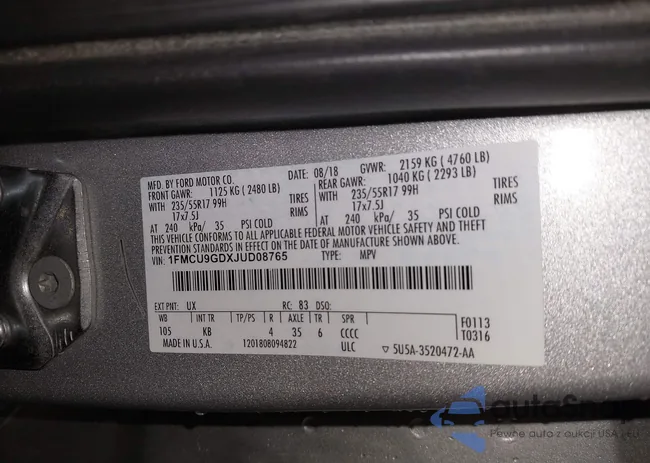 MFD. BY FORD MOTOR CO.
DATE: 08/18 GVWR: 2159 KG ( 4760 LB)
FRONT GAWR: 1125 KG ( 2480 LB) REAR GAWR: 1040 KG ( 2293 LB)
WITH 235/55R17 99H TIRES WITH 235/55R17 99H TIRES
17x7.5J RIMS 17x7.5J RIMS
AT 240 kPa/ 35 PSI COLD AT 240 kPa/ 35 PSI COLD
THIS VEHICLE CONFORMS TO ALL APPLICABLE FEDERAL MOTOR VEHICLE SAFETY AND THEFT
PREVENTION STANDARDS IN EFFECT ON THE DATE OF MANUFACTURE SHOWN ABOVE.
VIN: 1FMCU9GDXJUD08765 TYPE: MPV
EXT PNT: UX RC: 83 DSO: F0113
WB INT TR TP/PS R AXLE TR SPR T0316
105 KB 4 35 6 CCCC
MADE IN U.S.A. 1201808094822 ULC ▽ 5U5A-3520472-AA
Pewne auto z aukcji USA i EU